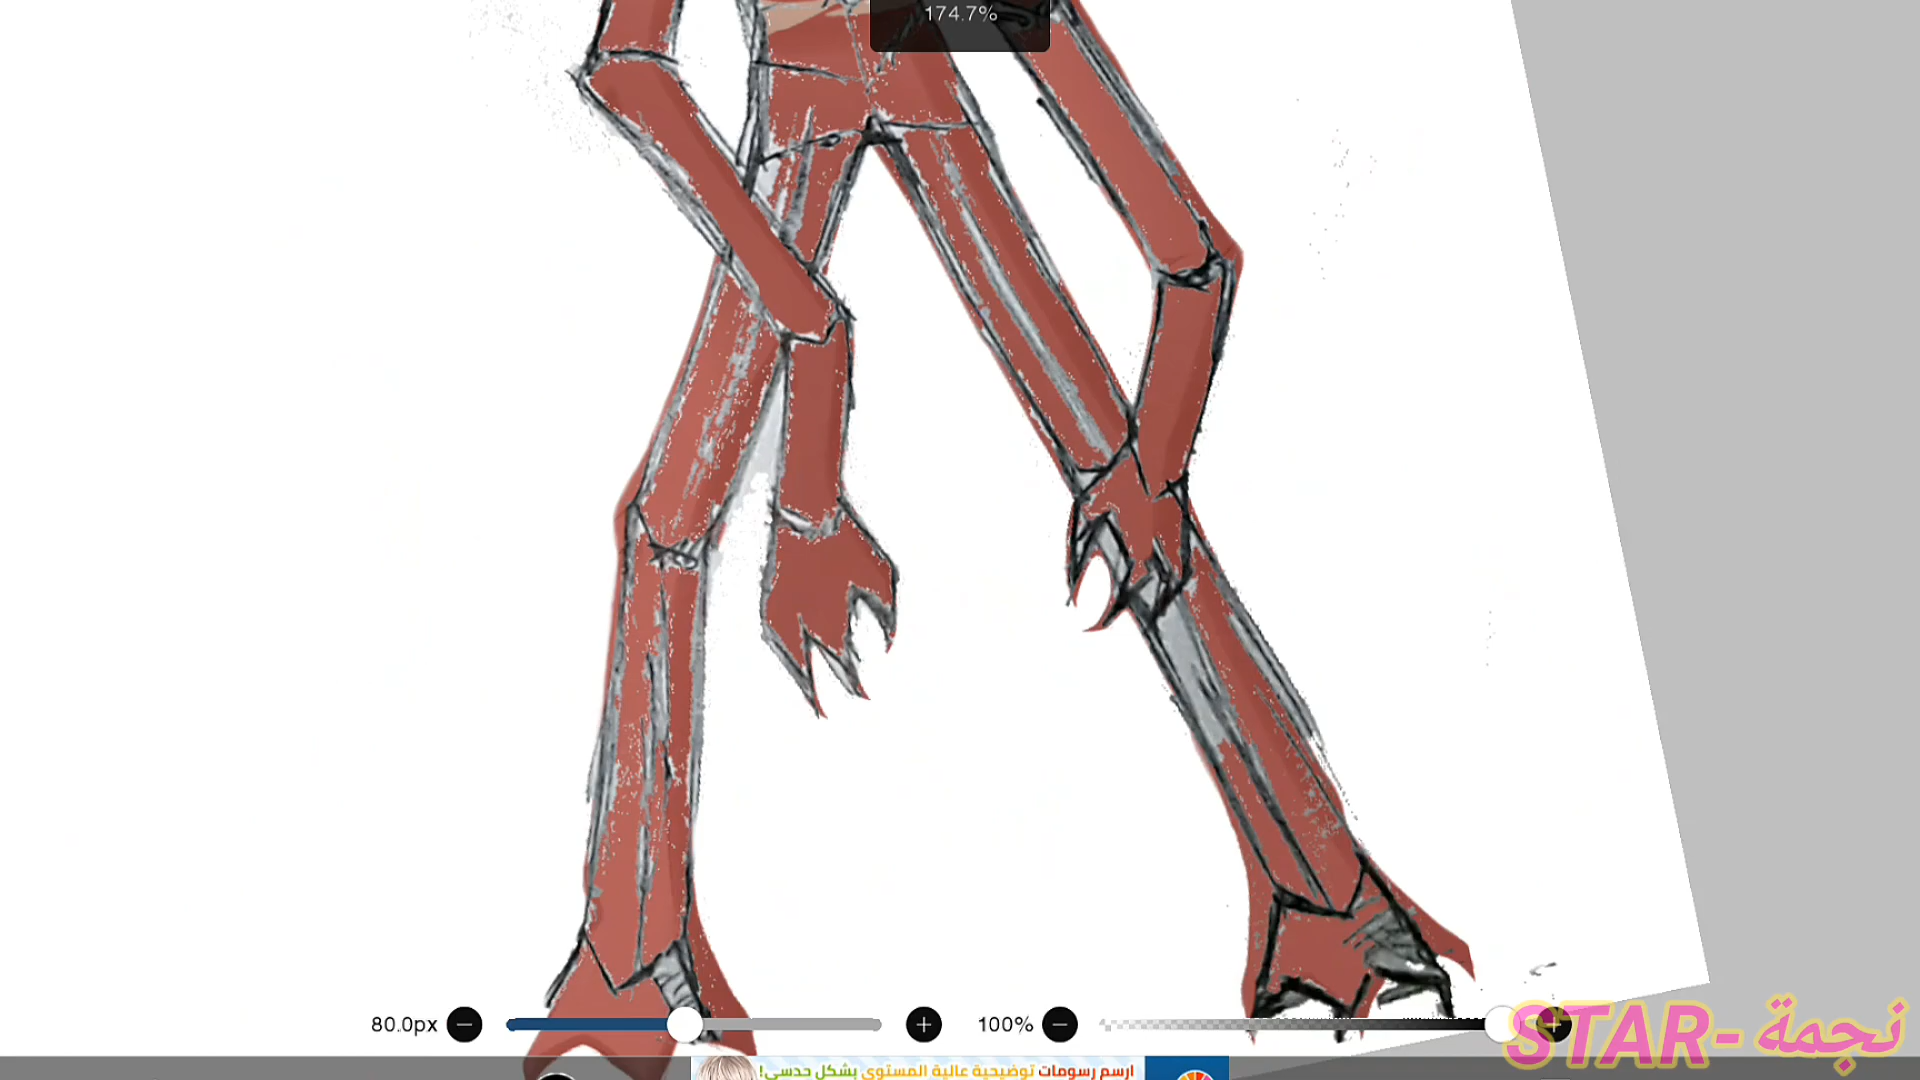 174.7%
80.0px
100%
STAR- نجمة
ارسم رسومات توضيحية عالية المستوى بشكل حدسي!